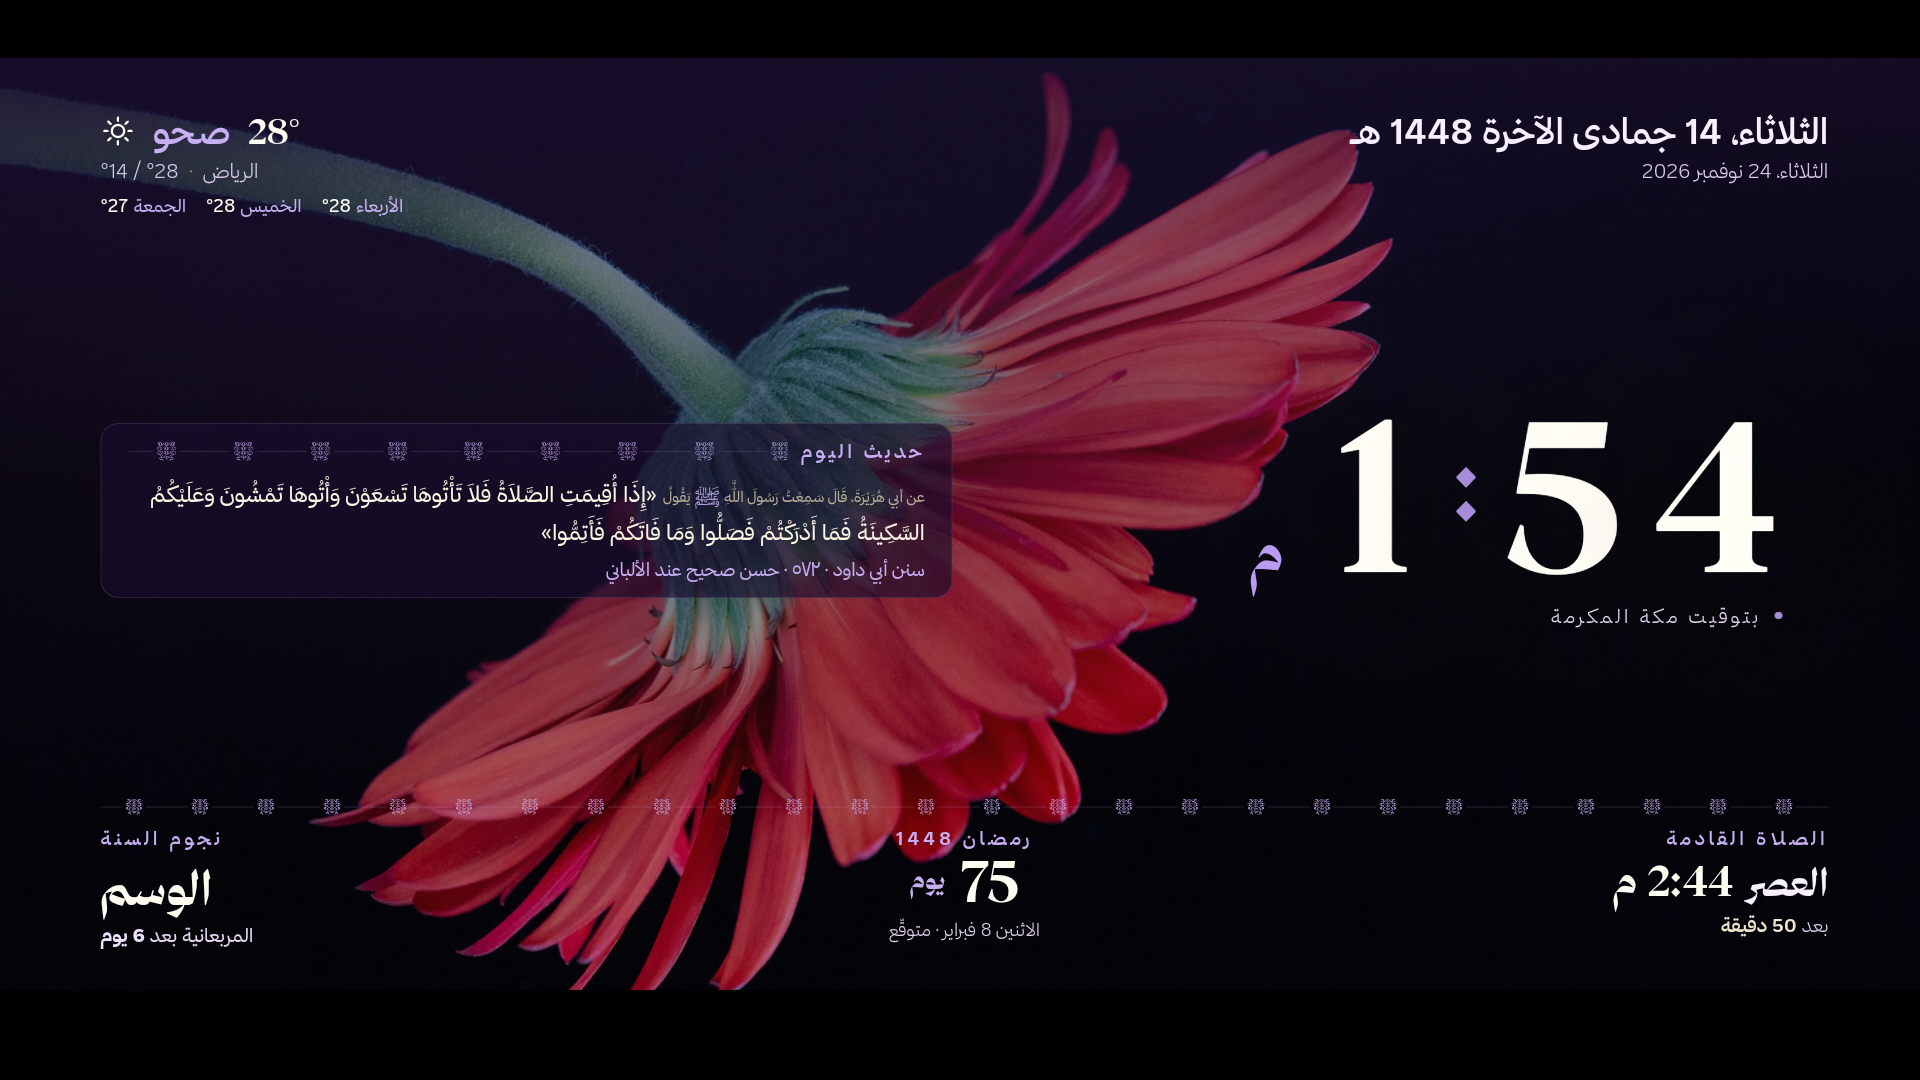 الثلاثاء، 14 جمادى الآخرة 1448 هـ
الثلاثاء، 24 نوفمبر 2026
28° صحو
الرياض · 28° / 14°
الأربعاء 28° الخميس 28° الجمعة 27°
1:54 م
بتوقيت مكة المكرمة
حديث اليوم
عن أبي هُرَيْرَةَ، قَالَ سَمِعْتُ رَسُولَ اللَّهِ ﷺ يَقُولُ «إِذَا أُقِيمَتِ الصَّلاَةُ فَلاَ تَأْتُوهَا تَسْعَوْنَ وَأْتُوهَا تَمْشُونَ وَعَلَيْكُمُ
السَّكِينَةُ فَمَا أَدْرَكْتُمْ فَصَلُّوا وَمَا فَاتَكُمْ فَأَتِمُّوا»
سنن أبي داود · ٥٧٢ · حسن صحيح عند الألباني
الصلاة القادمة
العصر 2:44 م
بعد 50 دقيقة
رمضان 1448
75 يوم
الاثنين 8 فبراير · متوقّع
نجوم السنة
الوسم
المربعانية بعد 6 يوم